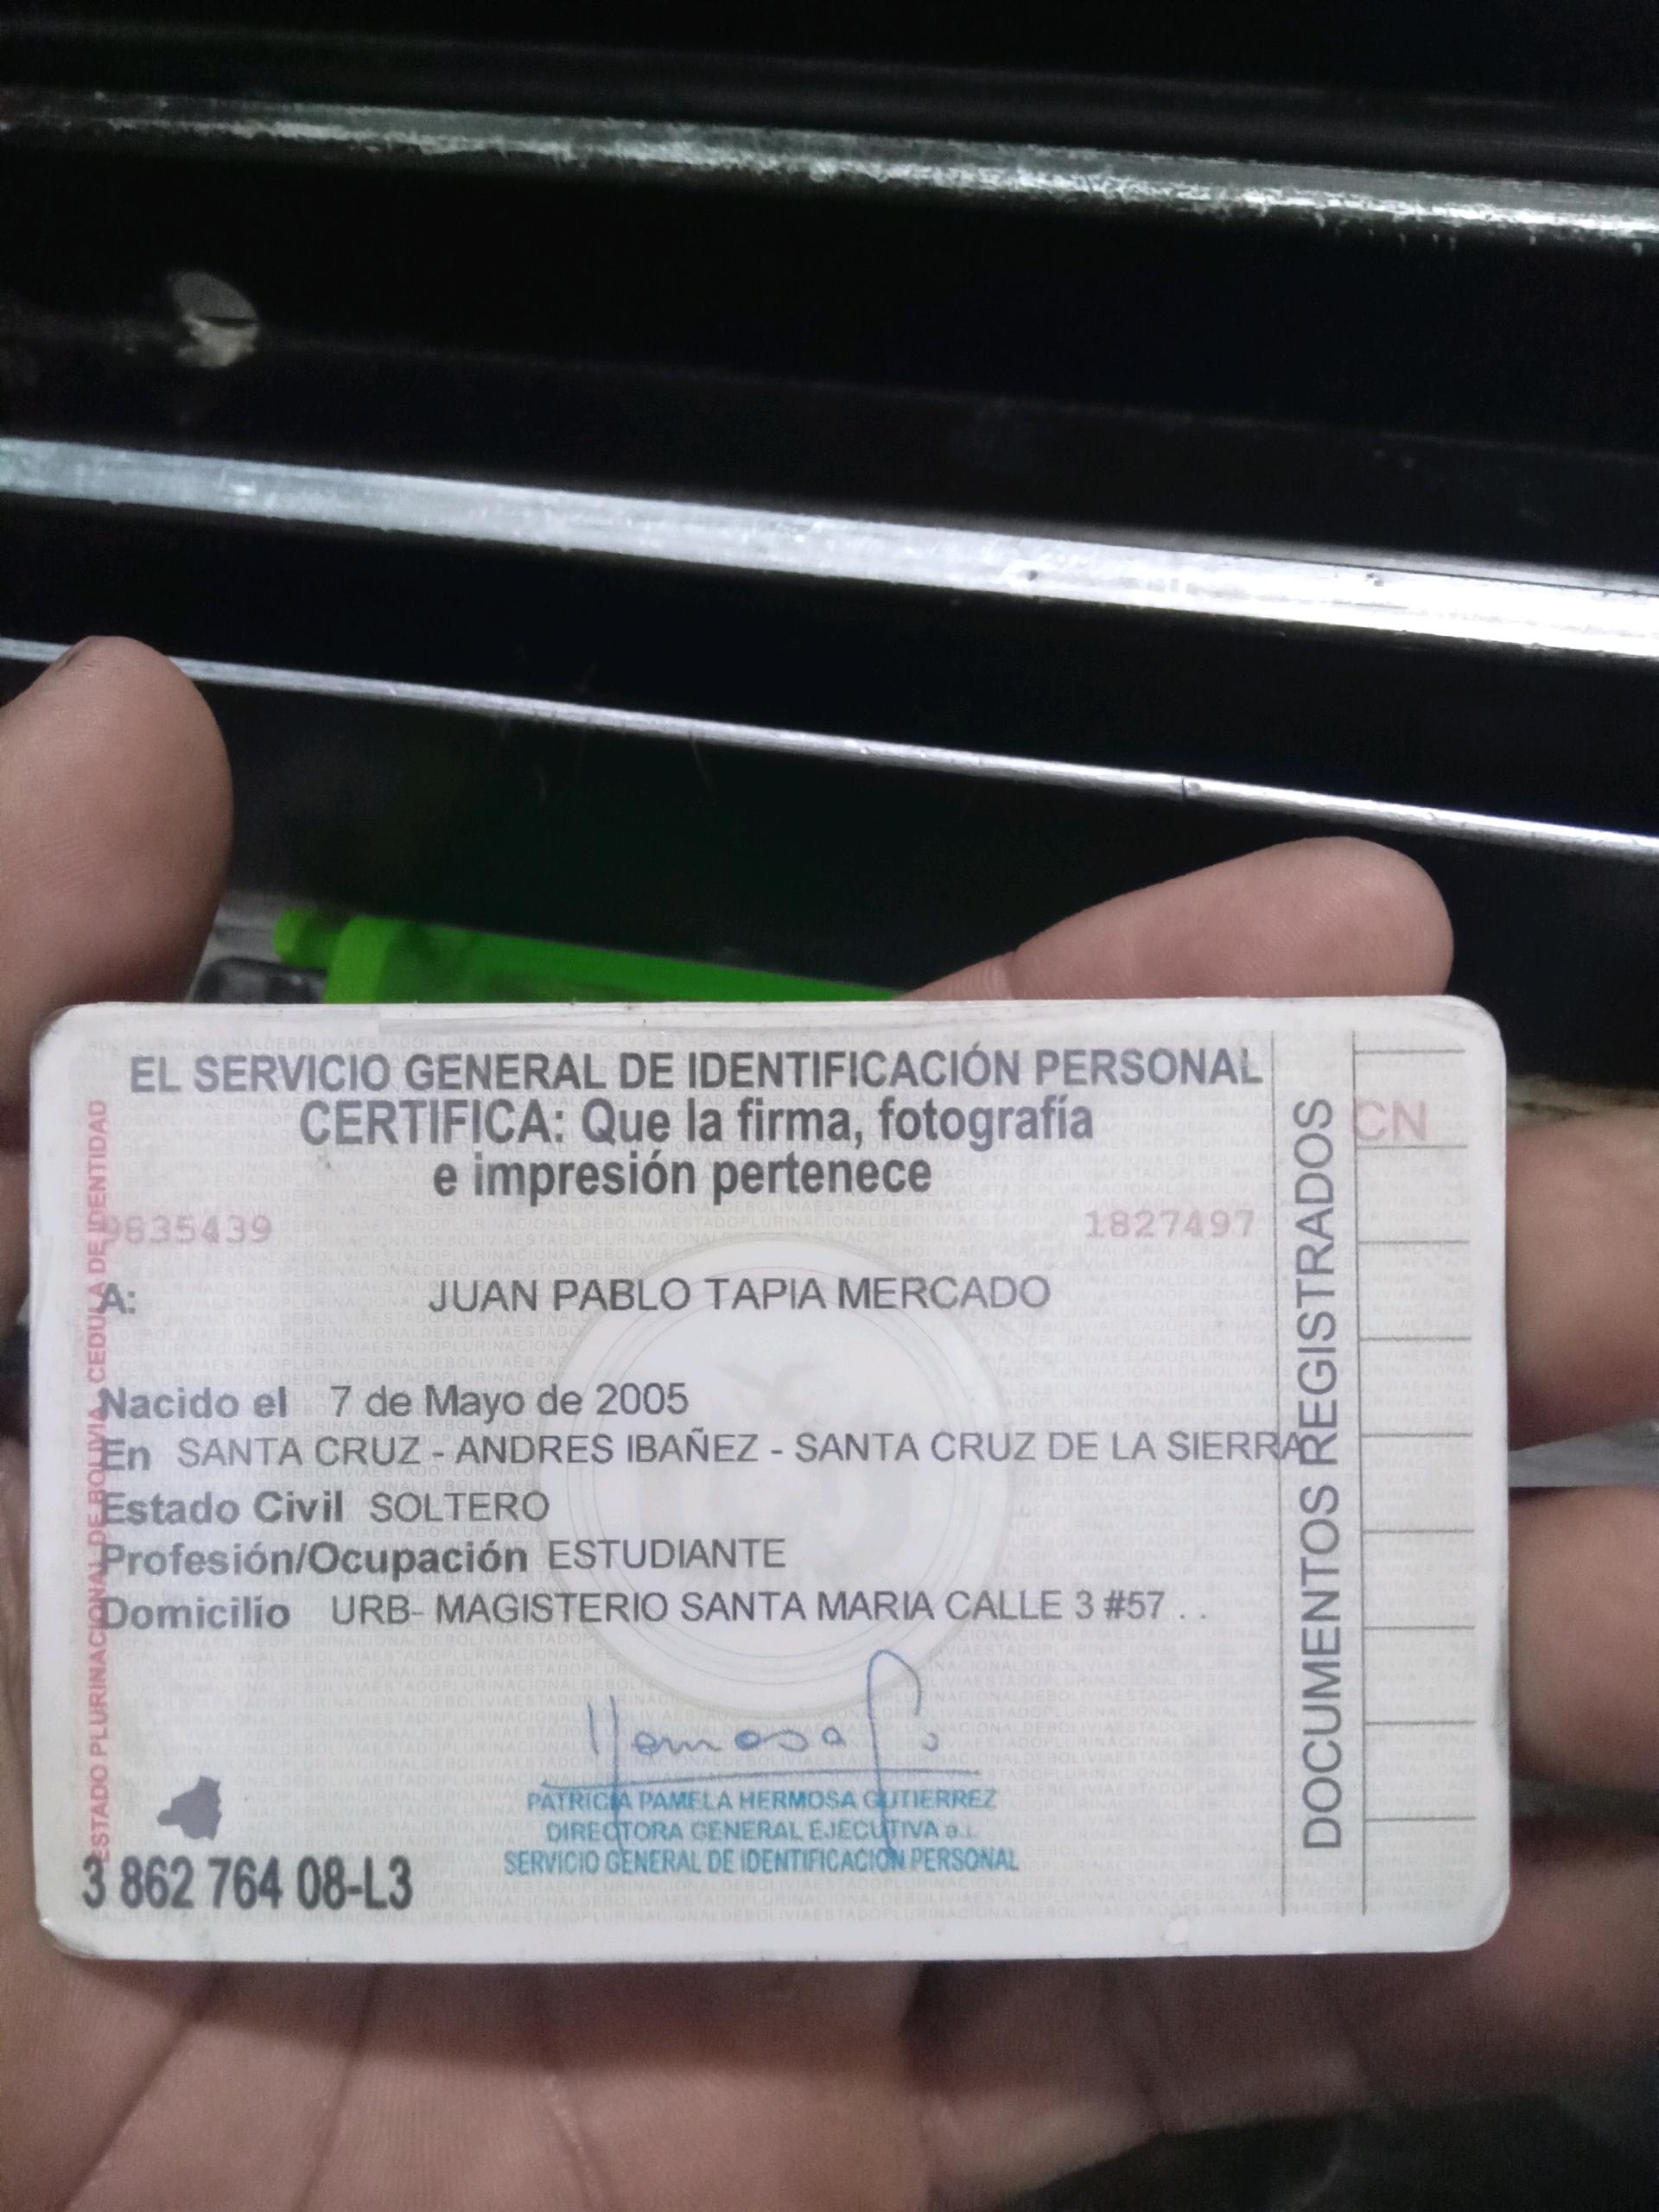 EL SERVICIO GENERAL DE IDENTIFICACIÓN PERSONAL
CERTIFICA: Que la firma, fotografía
e impresión pertenece
9835439
1827497
A: JUAN PABLO TAPIA MERCADO
Nacido el 7 de Mayo de 2005
En SANTA CRUZ - ANDRES IBAÑEZ - SANTA CRUZ DE LA SIERRA
Estado Civil SOLTERO
Profesión/Ocupación ESTUDIANTE
Domicilio URB- MAGISTERIO SANTA MARIA CALLE 3 #57 . .
Hermosa P.
PATRICIA PAMELA HERMOSA GUTIERREZ
DIRECTORA GENERAL EJECUTIVA a.i.
SERVICIO GENERAL DE IDENTIFICACION PERSONAL
3 862 764 08-L3
ESTADO PLURINACIONAL DE BOLIVIA CEDULA DE IDENTIDAD
DOCUMENTOS REGISTRADOS
CN